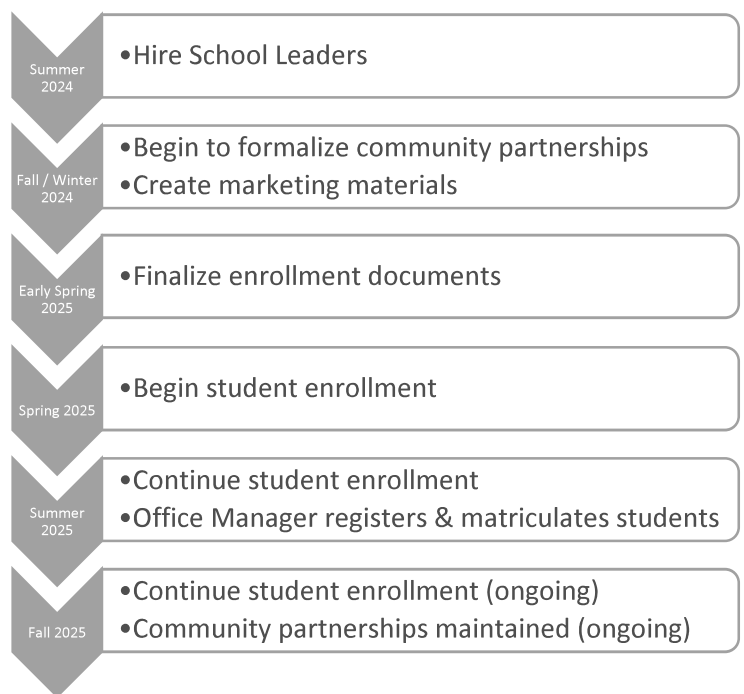 Summer
2024
•Hire School Leaders
Fall / Winter
2024
•Begin to formalize community partnerships
•Create marketing materials
Early Spring
2025
•Finalize enrollment documents
Spring 2025
•Begin student enrollment
Summer
2025
•Continue student enrollment
•Office Manager registers & matriculates students
Fall 2025
•Continue student enrollment (ongoing)
•Community partnerships maintained (ongoing)